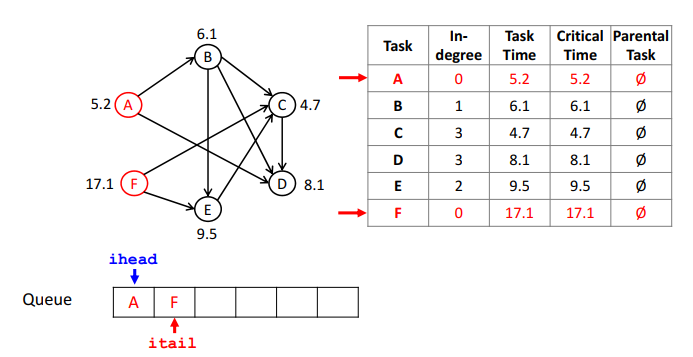 6.1
B
5.2 A
C 4.7
17.1 F
D 8.1
E
9.5
Task In-degree Task Time Critical Time Parental Task
A 0 5.2 5.2 Ø
B 1 6.1 6.1 Ø
C 3 4.7 4.7 Ø
D 3 8.1 8.1 Ø
E 2 9.5 9.5 Ø
F 0 17.1 17.1 Ø
ihead
Queue A F
itail